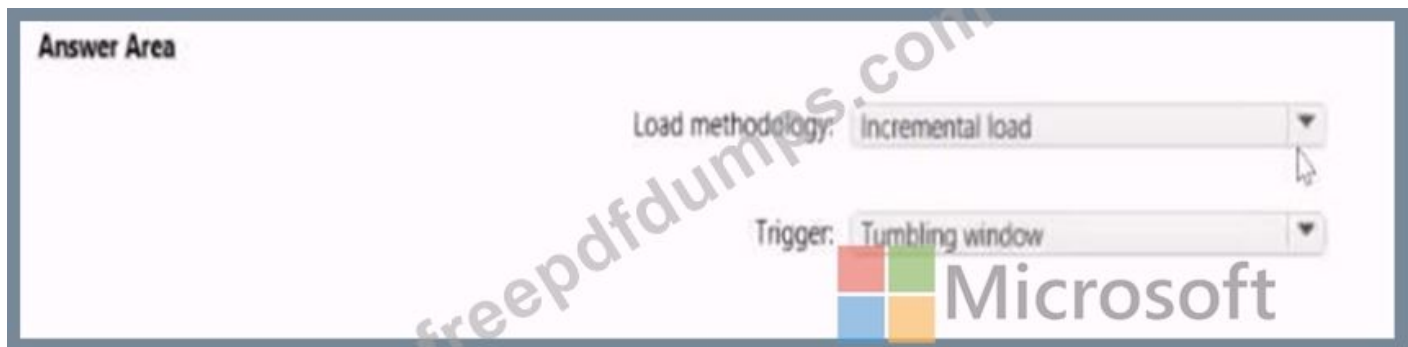 Answer Area
Load methodology: Incremental load
Trigger: Tumbling window
Microsoft
freepdfdumps.com